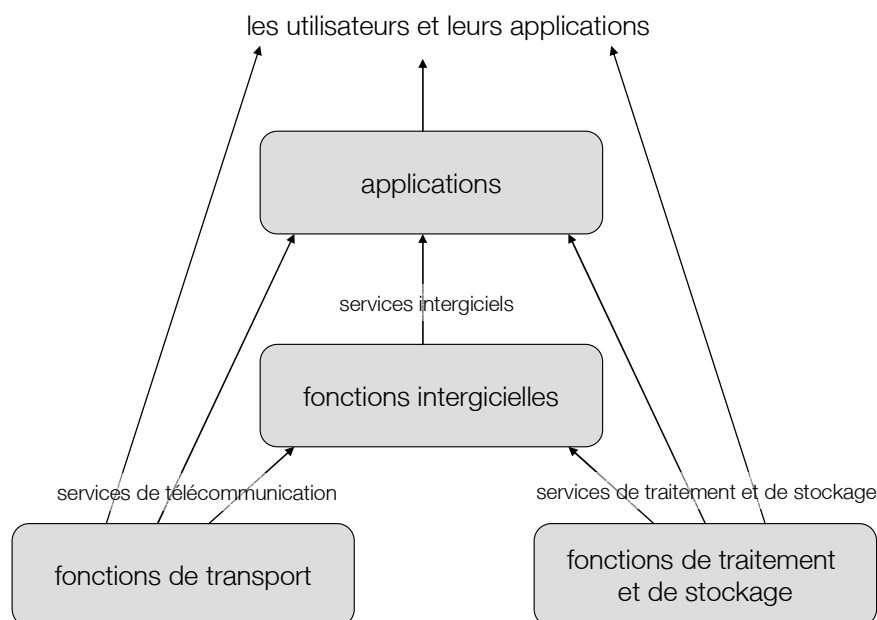 les utilisateurs et leurs applications
applications
services intergiciels
fonctions intergicielles
services de télécommunication
services de traitement et de stockage
fonctions de transport
fonctions de traitement
et de stockage